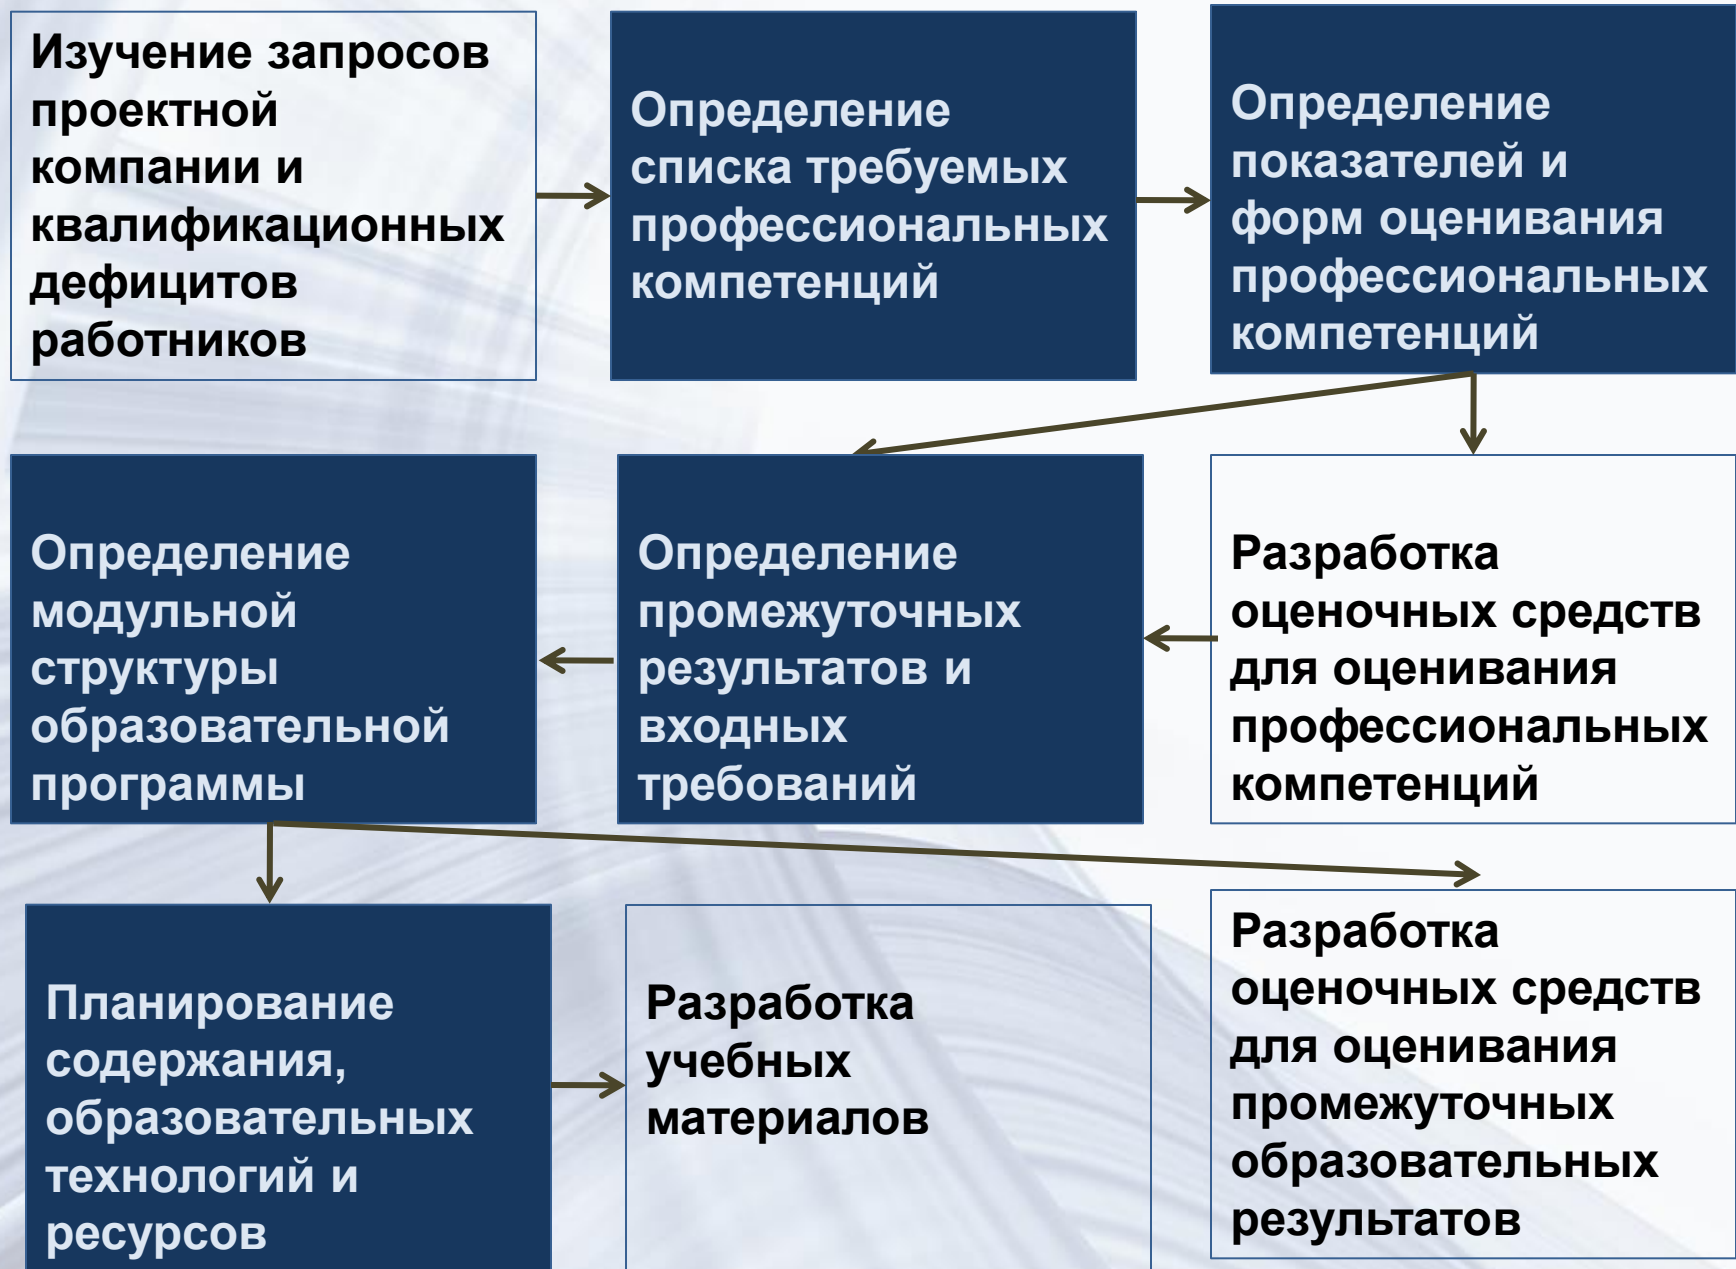 Изучение запросов
проектной
компании и
квалификационных
дефицитов
работников
Определение
списка требуемых
профессиональных
компетенций
Определение
показателей и
форм оценивания
профессиональных
компетенций
Определение
модульной
структуры
образовательной
программы
Определение
промежуточных
результатов и
входных
требований
Разработка
оценочных средств
для оценивания
профессиональных
компетенций
Планирование
содержания,
образовательных
технологий и
ресурсов
Разработка
учебных
материалов
Разработка
оценочных средств
для оценивания
промежуточных
образовательных
результатов